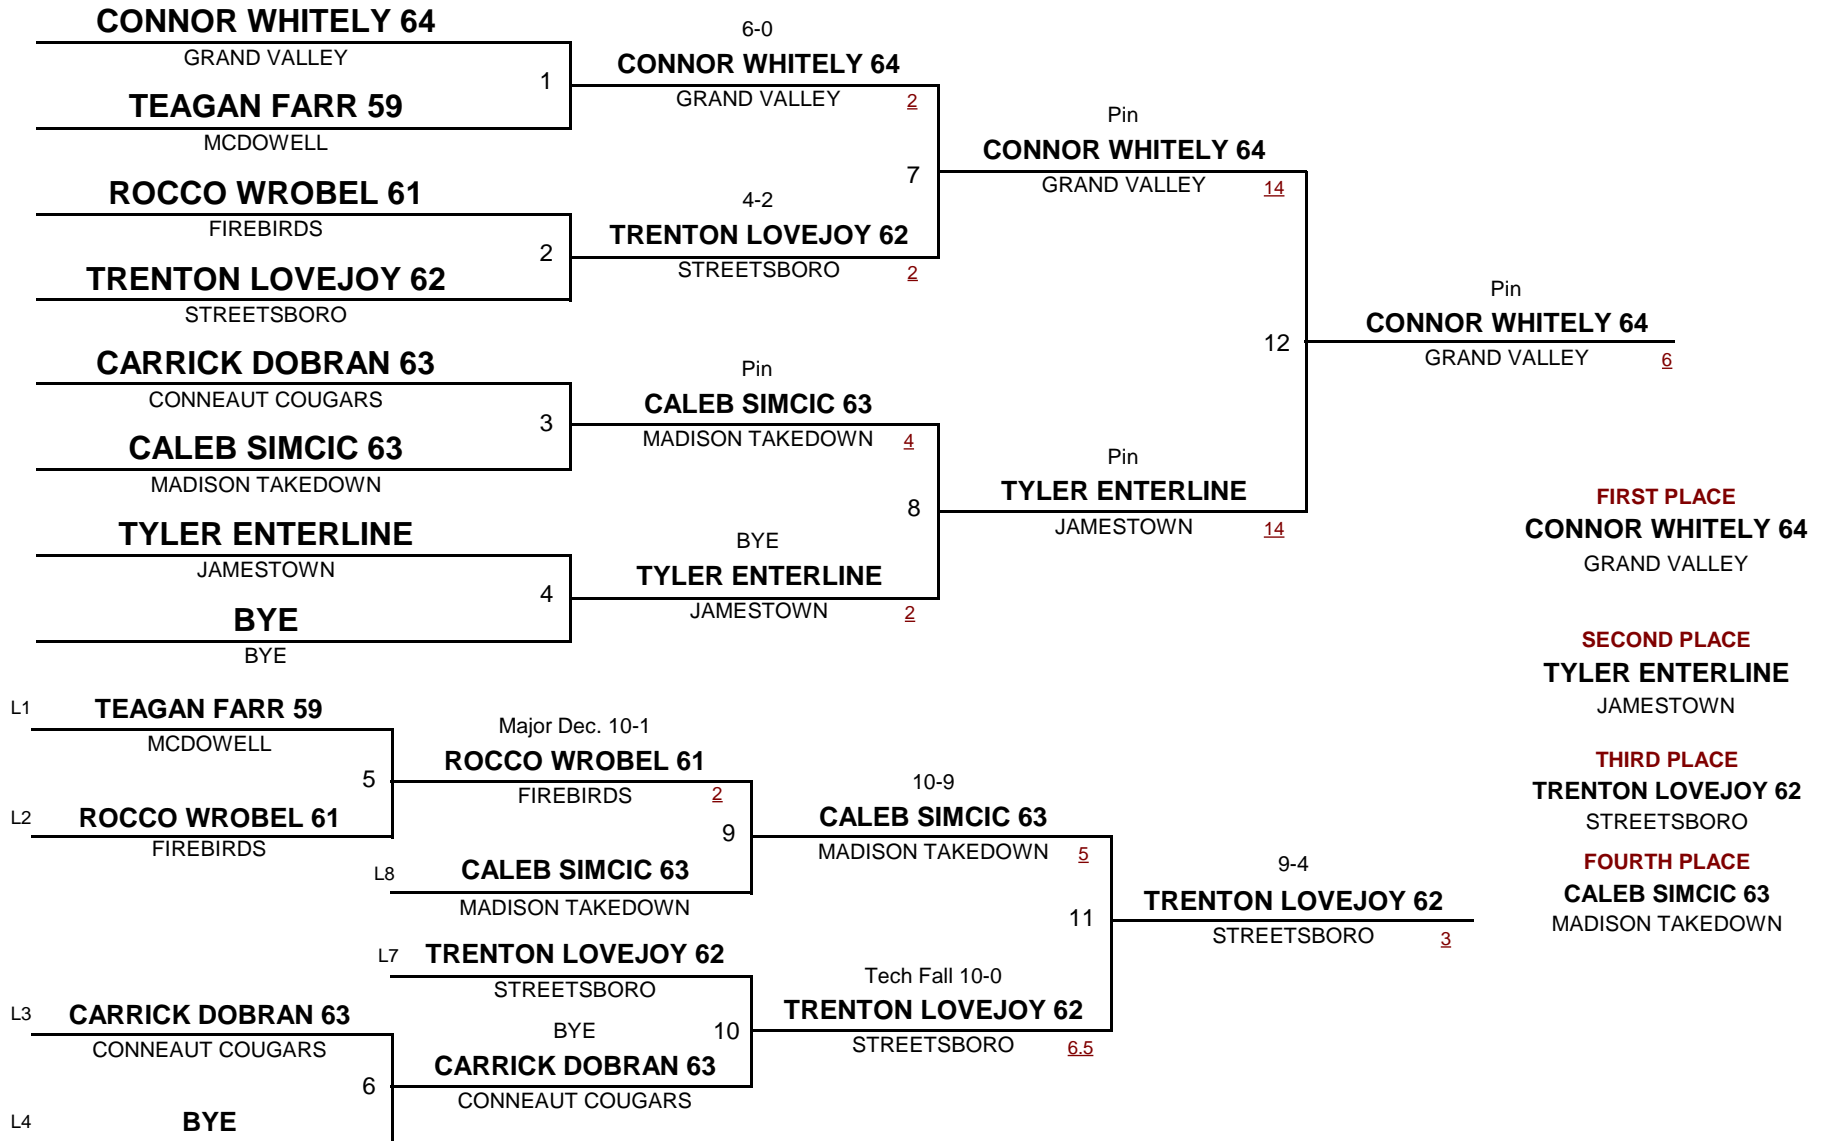 CONNOR WHITELY 64
GRAND VALLEY
1
TEAGAN FARR 59
MCDOWELL
6-0
CONNOR WHITELY 64
GRAND VALLEY 2
ROCCO WROBEL 61
FIREBIRDS
2
TRENTON LOVEJOY 62
STREETSBORO
4-2
TRENTON LOVEJOY 62
STREETSBORO 2
7
Pin
CONNOR WHITELY 64
GRAND VALLEY 14
CARRICK DOBRAN 63
CONNEAUT COUGARS
3
CALEB SIMCIC 63
MADISON TAKEDOWN
Pin
CALEB SIMCIC 63
MADISON TAKEDOWN 4
TYLER ENTERLINE
JAMESTOWN
4
BYE
BYE
BYE
TYLER ENTERLINE
JAMESTOWN 2
8
Pin
TYLER ENTERLINE
JAMESTOWN 14
12
Pin
CONNOR WHITELY 64
GRAND VALLEY 6
FIRST PLACE
CONNOR WHITELY 64
GRAND VALLEY
SECOND PLACE
TYLER ENTERLINE
JAMESTOWN
THIRD PLACE
TRENTON LOVEJOY 62
STREETSBORO
FOURTH PLACE
CALEB SIMCIC 63
MADISON TAKEDOWN
L1 TEAGAN FARR 59
MCDOWELL
5
L2 ROCCO WROBEL 61
FIREBIRDS
Major Dec. 10-1
ROCCO WROBEL 61
FIREBIRDS 2
9
L8 CALEB SIMCIC 63
MADISON TAKEDOWN
10-9
CALEB SIMCIC 63
MADISON TAKEDOWN 5
L7 TRENTON LOVEJOY 62
STREETSBORO
L3 CARRICK DOBRAN 63
CONNEAUT COUGARS
6
L4 BYE
BYE
CARRICK DOBRAN 63
CONNEAUT COUGARS
10
Tech Fall 10-0
TRENTON LOVEJOY 62
STREETSBORO 6.5
11
9-4
TRENTON LOVEJOY 62
STREETSBORO 3